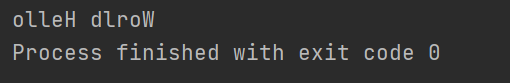 olleH dlroW
Process finished with exit code 0